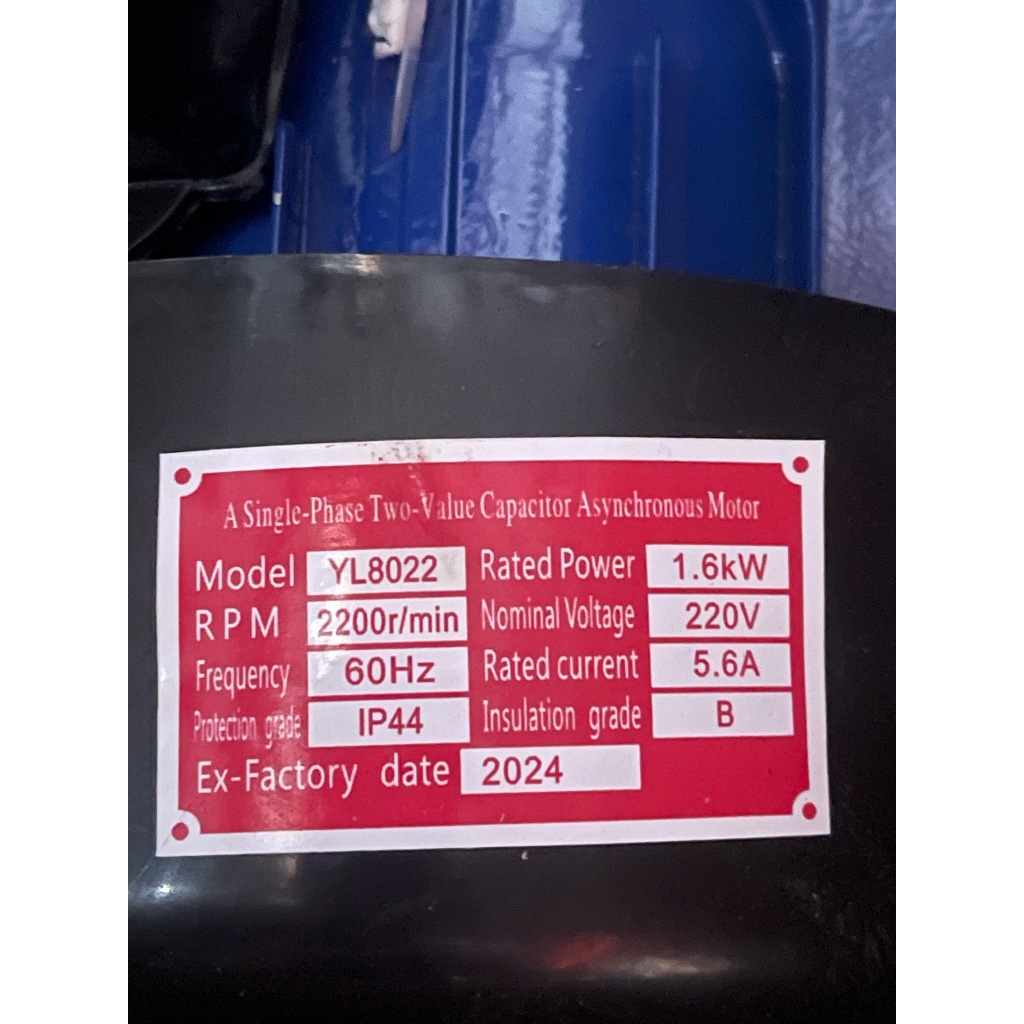 A Single-Phase Two-Value Capacitor Asynchronous Motor
Model YL8022 Rated Power 1.6kW
RPM 2200r/min Nominal Voltage 220V
Frequency 60Hz Rated current 5.6A
Protection grade IP44 Insulation grade B
Ex-Factory date 2024